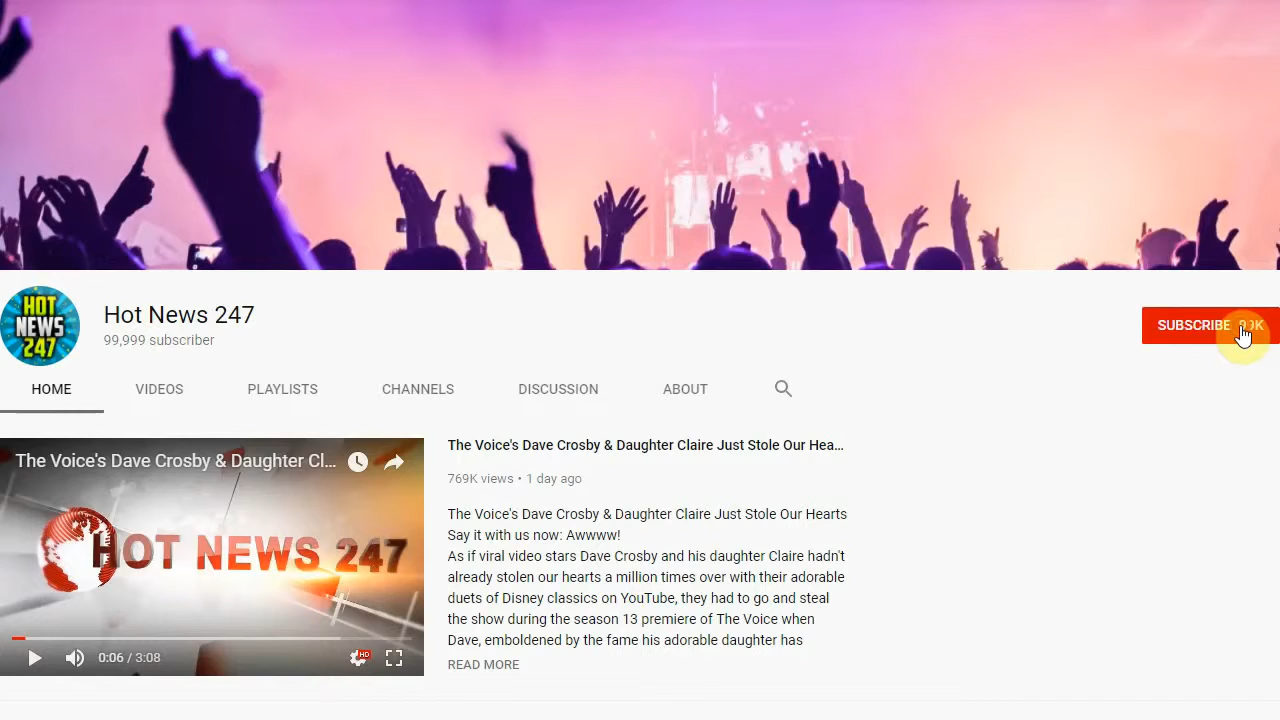 HOT
NEWS
247
Hot News 247
99,999 subscriber
SUBSCRIBE
HOME
VIDEOS
PLAYLISTS
CHANNELS
DISCUSSION
ABOUT
The Voice's Dave Crosby & Daughter Cl...
HOT NEWS 247
HD
0:06 / 3:08
The Voice's Dave Crosby & Daughter Claire Just Stole Our Hea...
769K views • 1 day ago
The Voice's Dave Crosby & Daughter Claire Just Stole Our Hearts
Say it with us now: Awwww!
As if viral video stars Dave Crosby and his daughter Claire hadn't
already stolen our hearts a million times over with their adorable
duets of Disney classics on YouTube, they had to go and steal
the show during the season 13 premiere of The Voice when
Dave, emboldened by the fame his adorable daughter has
READ MORE